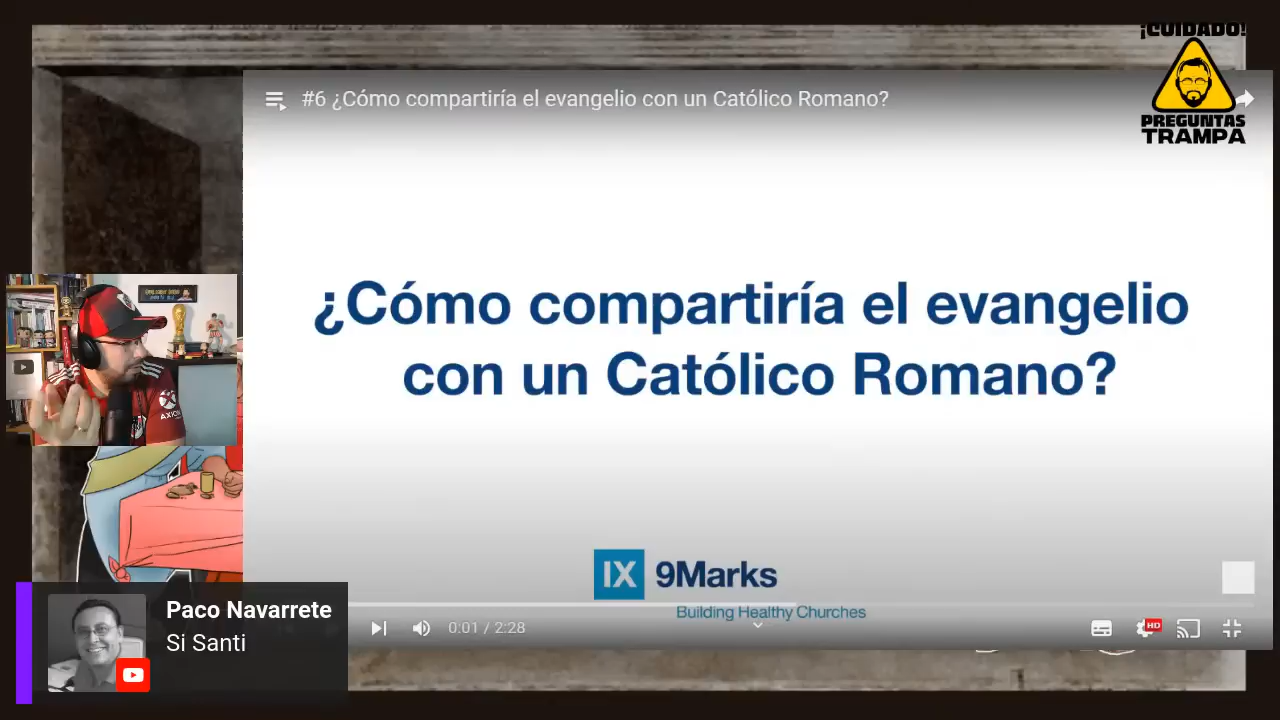 ¡CUIDADO!
PREGUNTAS
TRAMPA
#6 ¿Cómo compartiría el evangelio con un Católico Romano?
¿Cómo compartiría el evangelio
con un Católico Romano?
IX 9Marks
Building Healthy Churches
0:01 / 2:28
HD
AXION
Paco Navarrete
Si Santi